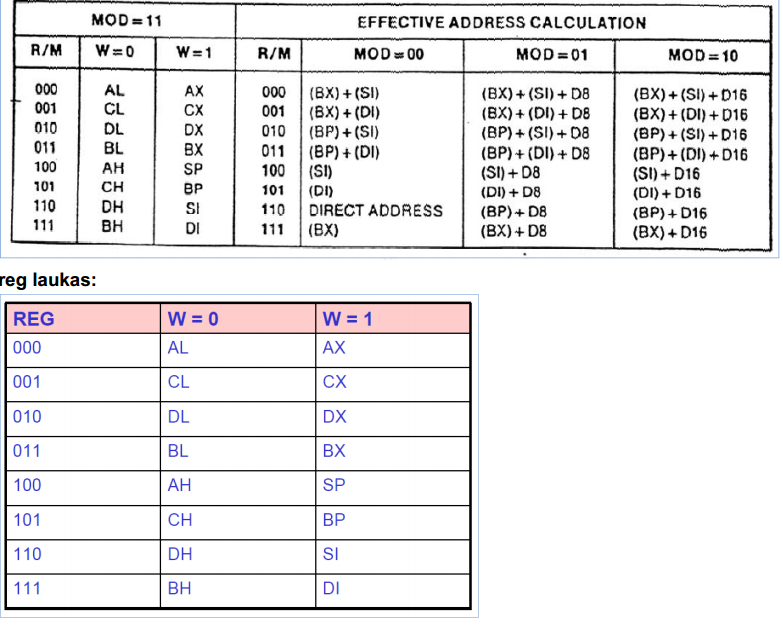 MOD = 11 EFFECTIVE ADDRESS CALCULATION
R/M W = 0 W = 1 R/M MOD = 00 MOD = 01 MOD = 10
000 AL AX 000 (BX) + (SI) (BX) + (SI) + D8 (BX) + (SI) + D16
001 CL CX 001 (BX) + (DI) (BX) + (DI) + D8 (BX) + (DI) + D16
010 DL DX 010 (BP) + (SI) (BP) + (SI) + D8 (BP) + (SI) + D16
011 BL BX 011 (BP) + (DI) (BP) + (DI) + D8 (BP) + (DI) + D16
100 AH SP 100 (SI) (SI) + D8 (SI) + D16
101 CH BP 101 (DI) (DI) + D8 (DI) + D16
110 DH SI 110 DIRECT ADDRESS (BP) + D8 (BP) + D16
111 BH DI 111 (BX) (BX) + D8 (BX) + D16
reg laukas:
REG W = 0 W = 1
000 AL AX
001 CL CX
010 DL DX
011 BL BX
100 AH SP
101 CH BP
110 DH SI
111 BH DI